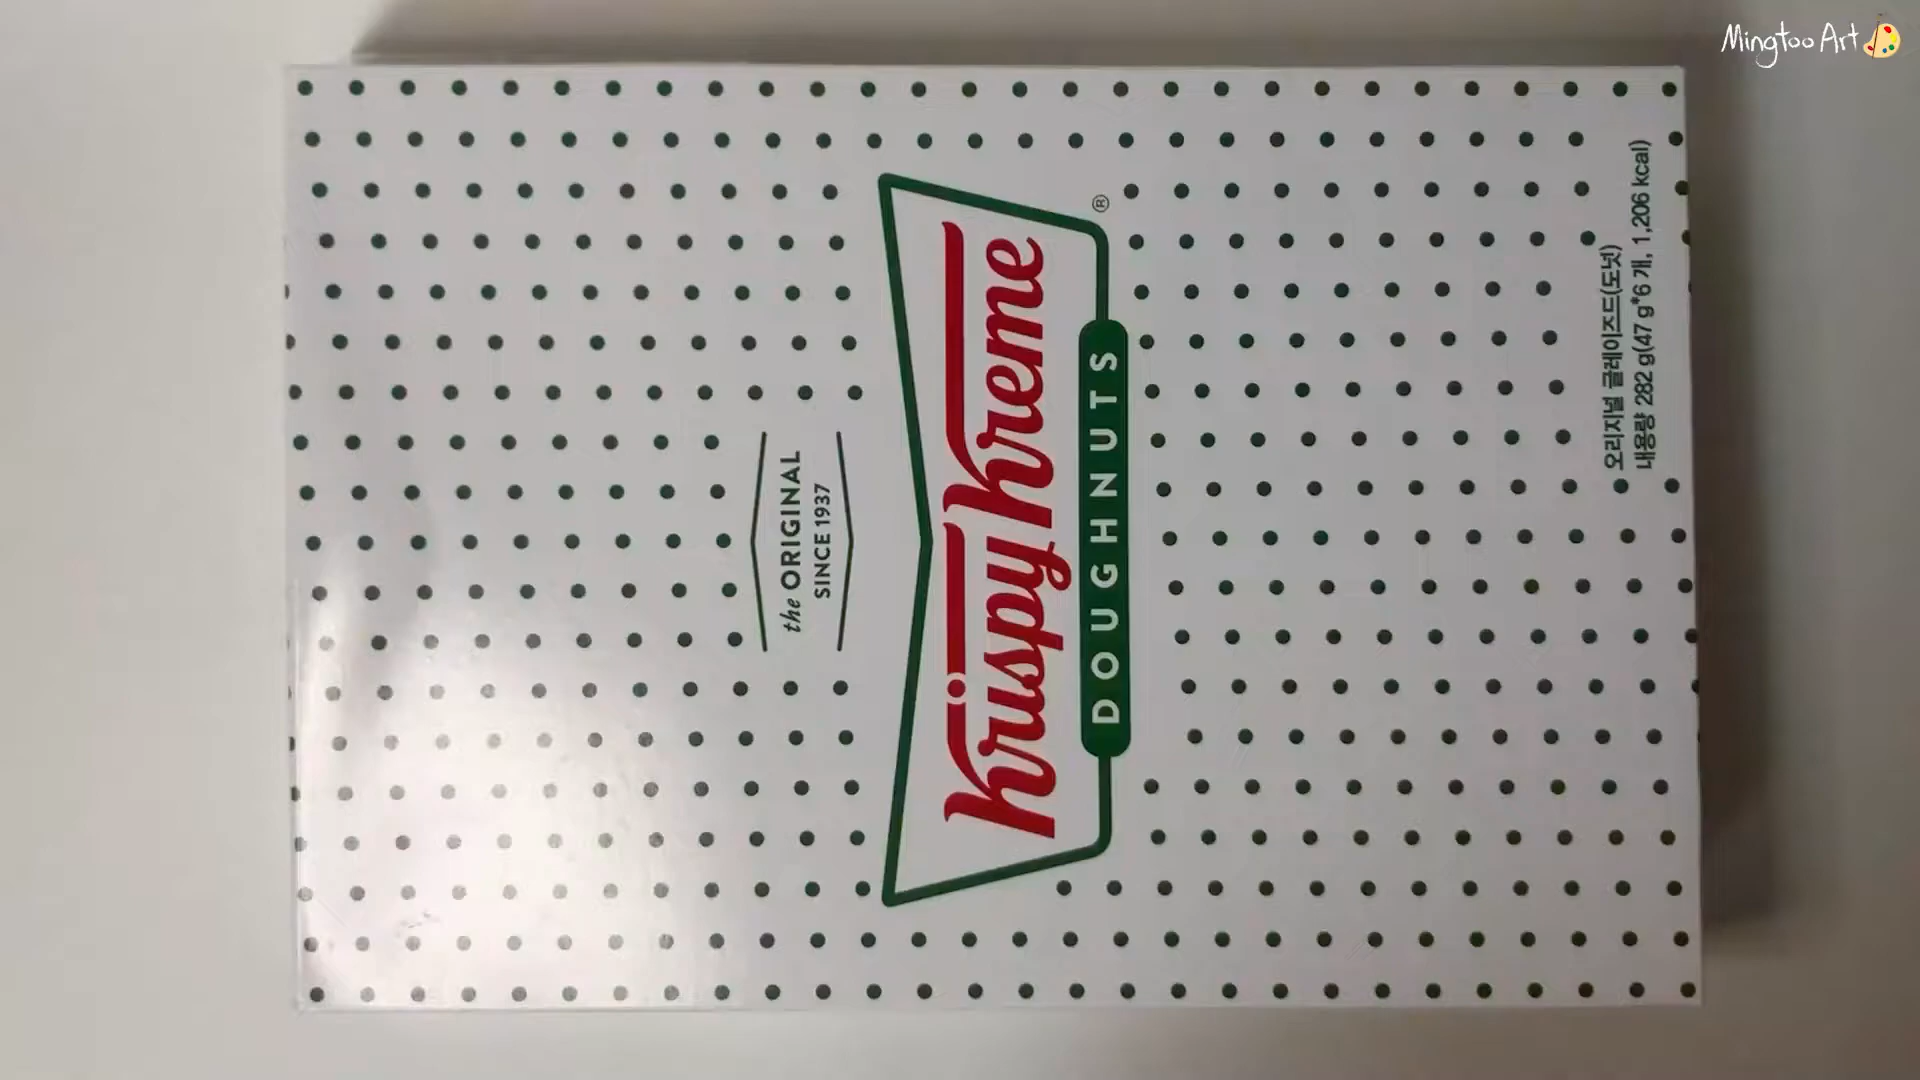 Mingtoo Art
the ORIGINAL
SINCE 1937
Krispy Kreme
®
DOUGHNUTS
오리지널 글레이즈드(도넛)
내용량 282 g(47 g*6 개, 1,206 kcal)